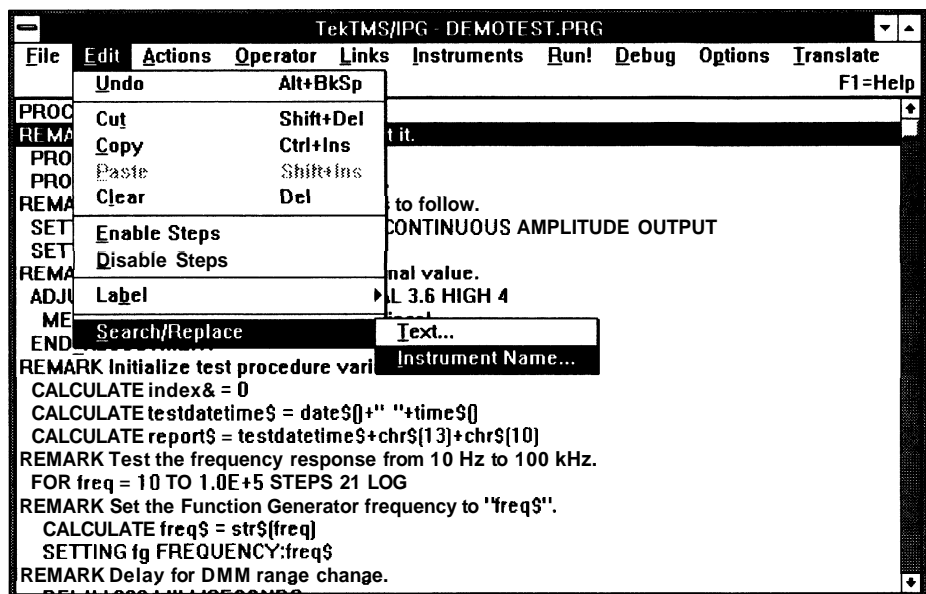 TekTMS/IPG - DEMOTEST.PRG
File Edit Actions Operator Links Instruments Run! Debug Options Translate
F1=Help
Undo Alt+BkSp
PROC
Cut Shift+Del
REMA t it.
Copy Ctrl+Ins
PRO
Paste Shift+Ins
PRO
Clear Del
REMA to follow.
SET CONTINUOUS AMPLITUDE OUTPUT
Enable Steps
SET
Disable Steps
REMA nal value.
ADJU Label L 3.6 HIGH 4
ME
Search/Replace Text...
END
Instrument Name...
REMARK Initialize test procedure vari
CALCULATE index& = 0
CALCULATE testdatetime$ = date$()+" "+time$()
CALCULATE report$ = testdatetime$+chr$(13)+chr$(10)
REMARK Test the frequency response from 10 Hz to 100 kHz.
FOR freq = 10 TO 1.0E+5 STEPS 21 LOG
REMARK Set the Function Generator frequency to "freq$".
CALCULATE freq$ = str$(freq)
SETTING fg FREQUENCY:freq$
REMARK Delay for DMM range change.